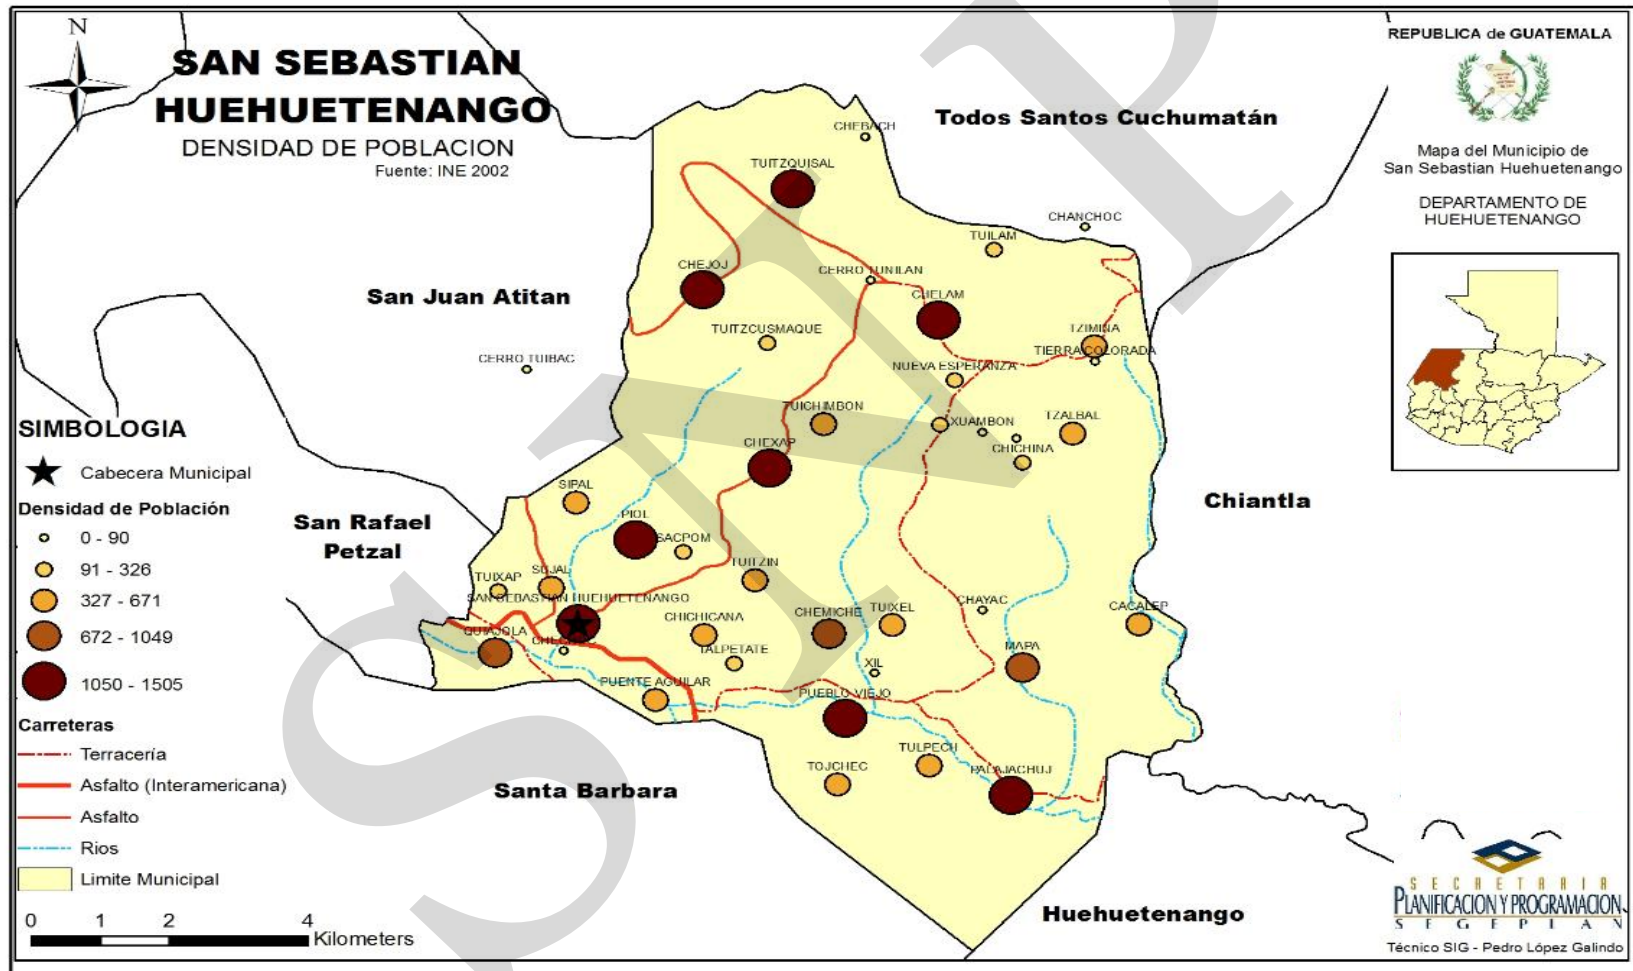 N
SAN SEBASTIAN
HUEHUETENANGO
DENSIDAD DE POBLACION
Fuente: INE 2002
REPUBLICA de GUATEMALA
Mapa del Municipio de
San Sebastian Huehuetenango
DEPARTAMENTO DE
HUEHUETENANGO
Todos Santos Cuchumatán
San Juan Atitan
San Rafael
Petzal
Chiantla
Santa Barbara
Huehuetenango
CHEBACH
TUITZQUISAL
CHANCHOC
TUILAM
CHEJOJ
CERRO TUNILAN
CHELAM
TUITZCUSMAQUE
TZIMINA
TIERRA COLORADA
CERRO TUIBAC
NUEVA ESPERANZA
TUICHIMBON
XUAMBON
TZALBAL
CHEXAP
CHICHINA
SIPAL
PIOL
SACPOM
TUITZIN
TUIXAP
SUJAL
SAN SEBASTIAN HUEHUETENANGO
CHICHICANA
CHEMICHE
TUIXEL
CHAYAC
CACALEP
QUIAJOLA
TALPETATE
XIL
MAPA
PUENTE AGUILAR
PUEBLO VIEJO
TOJCHEC
TULPECH
PALAJACHUJ
SIMBOLOGIA
Cabecera Municipal
Densidad de Población
0 - 90
91 - 326
327 - 671
672 - 1049
1050 - 1505
Carreteras
Terracería
Asfalto (Interamericana)
Asfalto
Rios
Limite Municipal
0 1 2 4
Kilometers
SECRETARIA
PLANIFICACION Y PROGRAMACION
SEGEPLAN
Técnico SIG - Pedro López Galindo